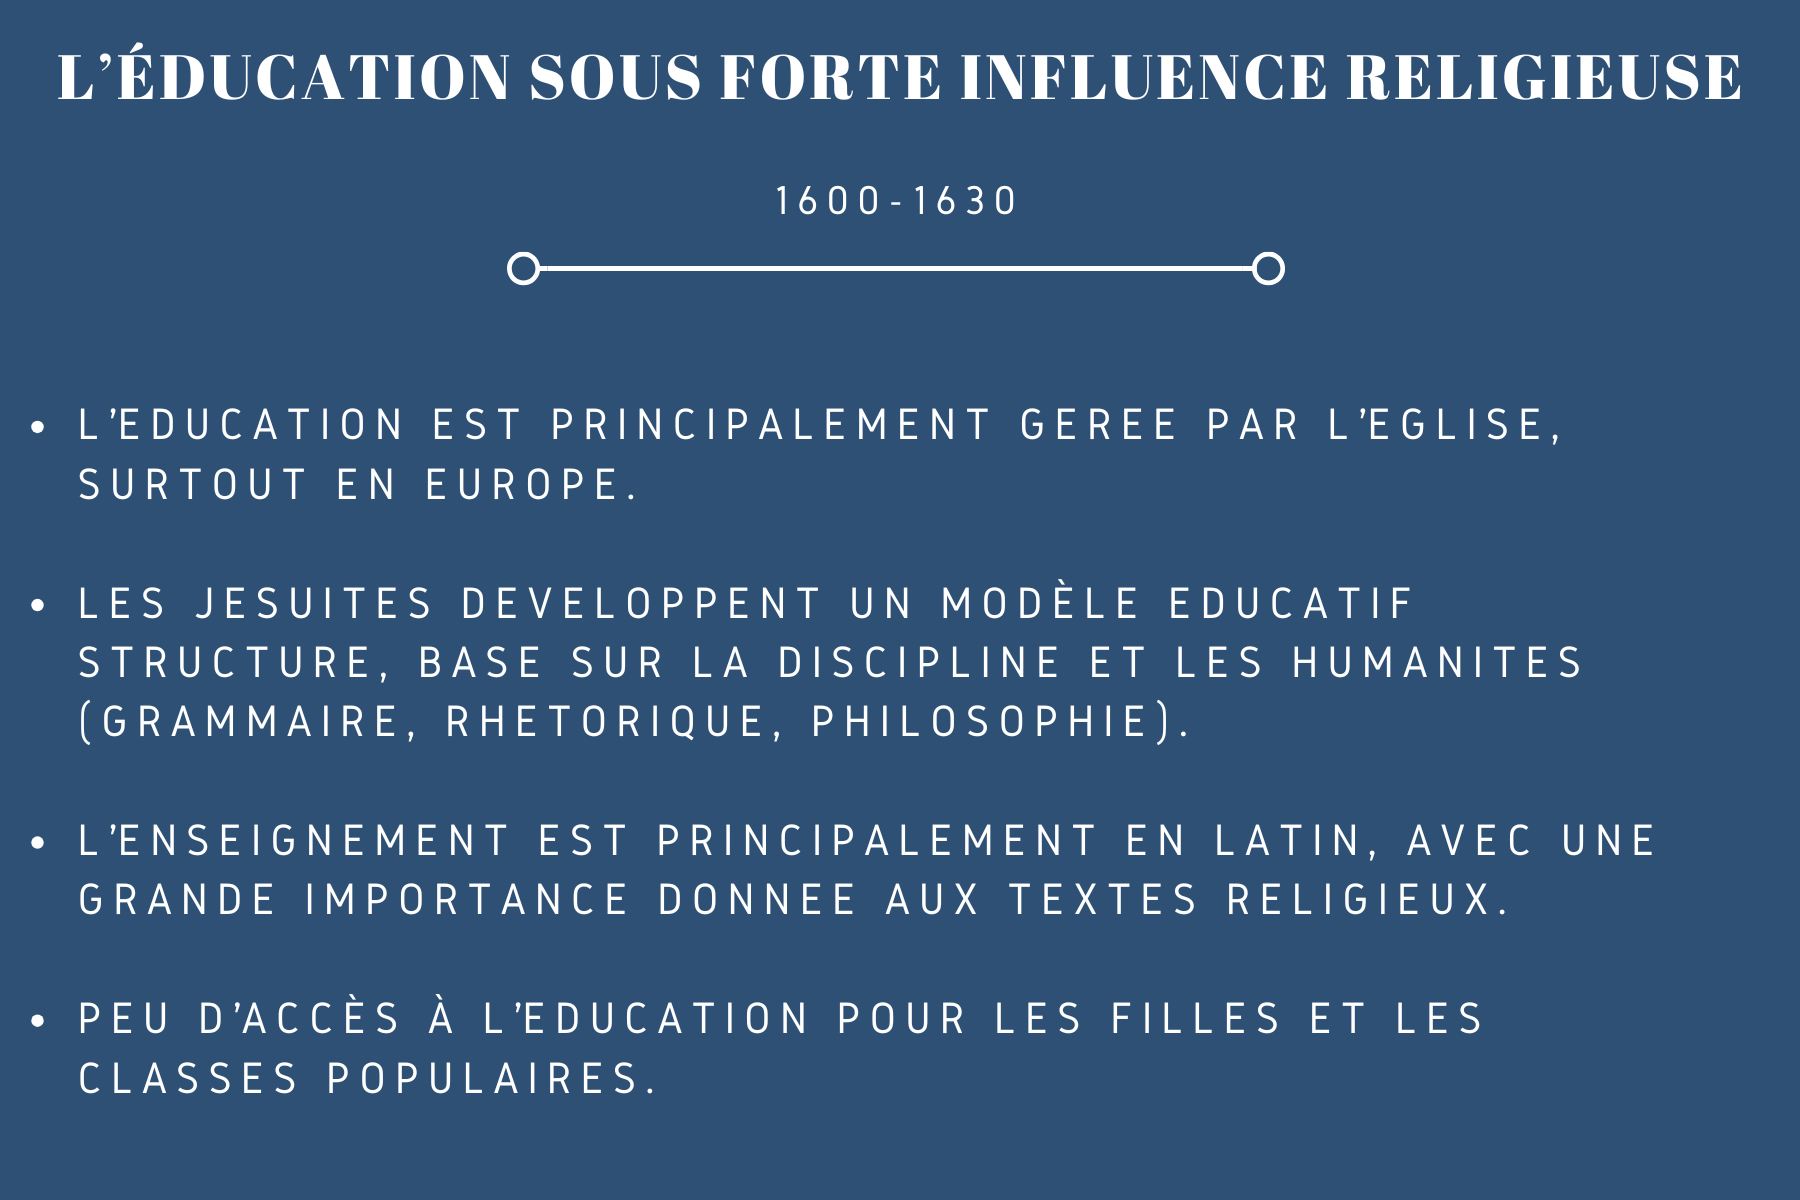 L’ÉDUCATION SOUS FORTE INFLUENCE RELIGIEUSE
1600-1630
• L’EDUCATION EST PRINCIPALEMENT GEREE PAR L’EGLISE,
SURTOUT EN EUROPE.
• LES JESUITES DEVELOPPENT UN MODÈLE EDUCATIF
STRUCTURE, BASE SUR LA DISCIPLINE ET LES HUMANITES
(GRAMMAIRE, RHETORIQUE, PHILOSOPHIE).
• L’ENSEIGNEMENT EST PRINCIPALEMENT EN LATIN, AVEC UNE
GRANDE IMPORTANCE DONNEE AUX TEXTES RELIGIEUX.
• PEU D’ACCÈS À L’EDUCATION POUR LES FILLES ET LES
CLASSES POPULAIRES.